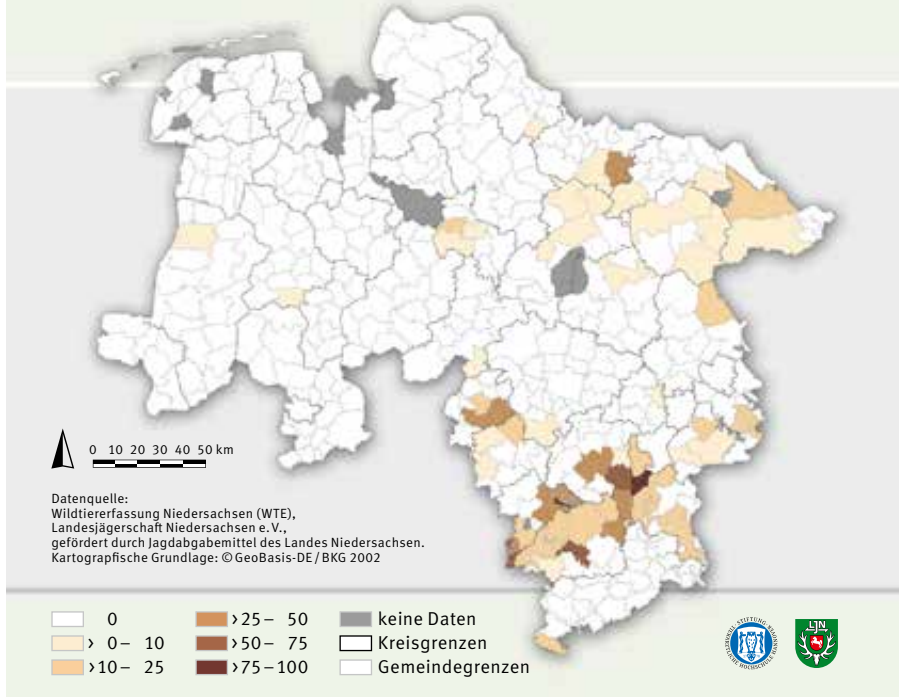 0 10 20 30 40 50 km
Datenquelle:
Wildtiererfassung Niedersachsen (WTE),
Landesjägerschaft Niedersachsen e. V.,
gefördert durch Jagdabgabemittel des Landes Niedersachsen.
Kartografische Grundlage: © GeoBasis-DE / BKG 2002
0
> 0 – 10
>10 – 25
>25 – 50
>50 – 75
>75 – 100
keine Daten
Kreisgrenzen
Gemeindegrenzen
LJN